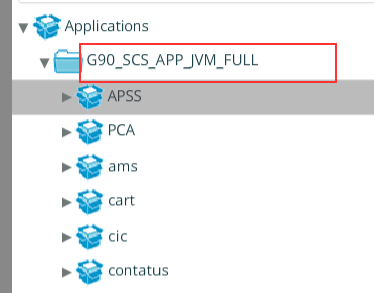 Applications
G90_SCS_APP_JVM_FULL
APSS
PCA
ams
cart
cic
contatus